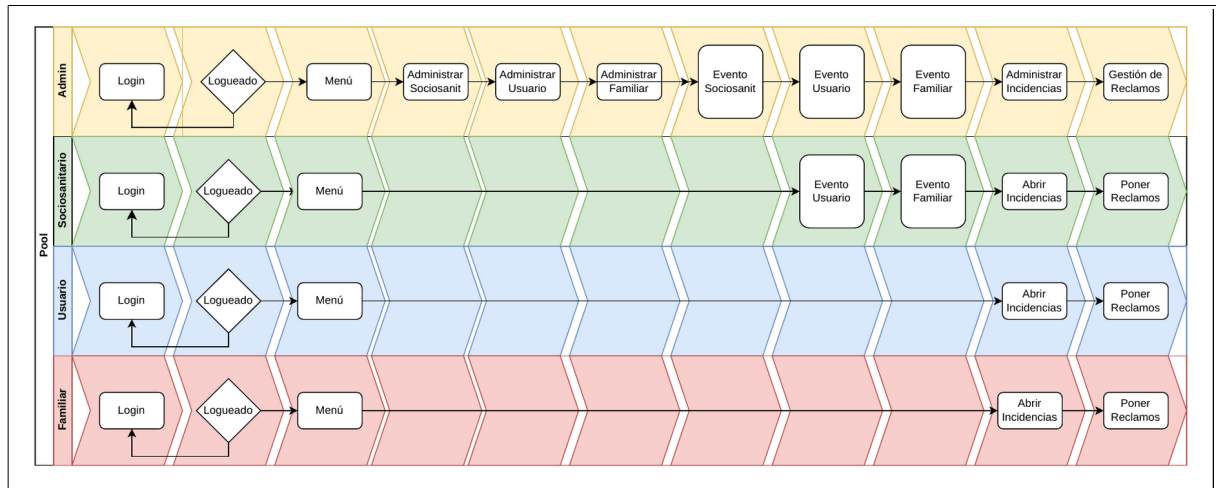 Pool
Admin
Login
Logueado
Menú
Administrar
Sociosanit
Administrar
Usuario
Administrar
Familiar
Evento
Sociosanit
Evento
Usuario
Evento
Familiar
Administrar
Incidencias
Gestión de
Reclamos
Sociosanitario
Login
Logueado
Menú
Evento
Usuario
Evento
Familiar
Abrir
Incidencias
Poner
Reclamos
Usuario
Login
Logueado
Menú
Abrir
Incidencias
Poner
Reclamos
Familiar
Login
Logueado
Menú
Abrir
Incidencias
Poner
Reclamos